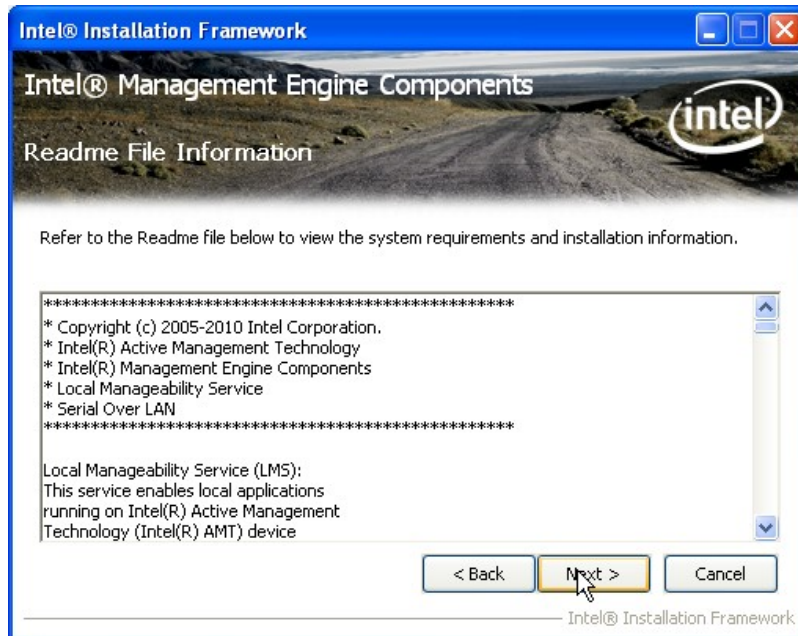 Intel® Installation Framework
Intel® Management Engine Components
intel
Readme File Information
Refer to the Readme file below to view the system requirements and installation information.
*****************************************************
* Copyright (c) 2005-2010 Intel Corporation.
* Intel(R) Active Management Technology
* Intel(R) Management Engine Components
* Local Manageability Service
* Serial Over LAN
*****************************************************
Local Manageability Service (LMS):
This service enables local applications
running on Intel(R) Active Management
Technology (Intel(R) AMT) device
< Back Next > Cancel
Intel® Installation Framework